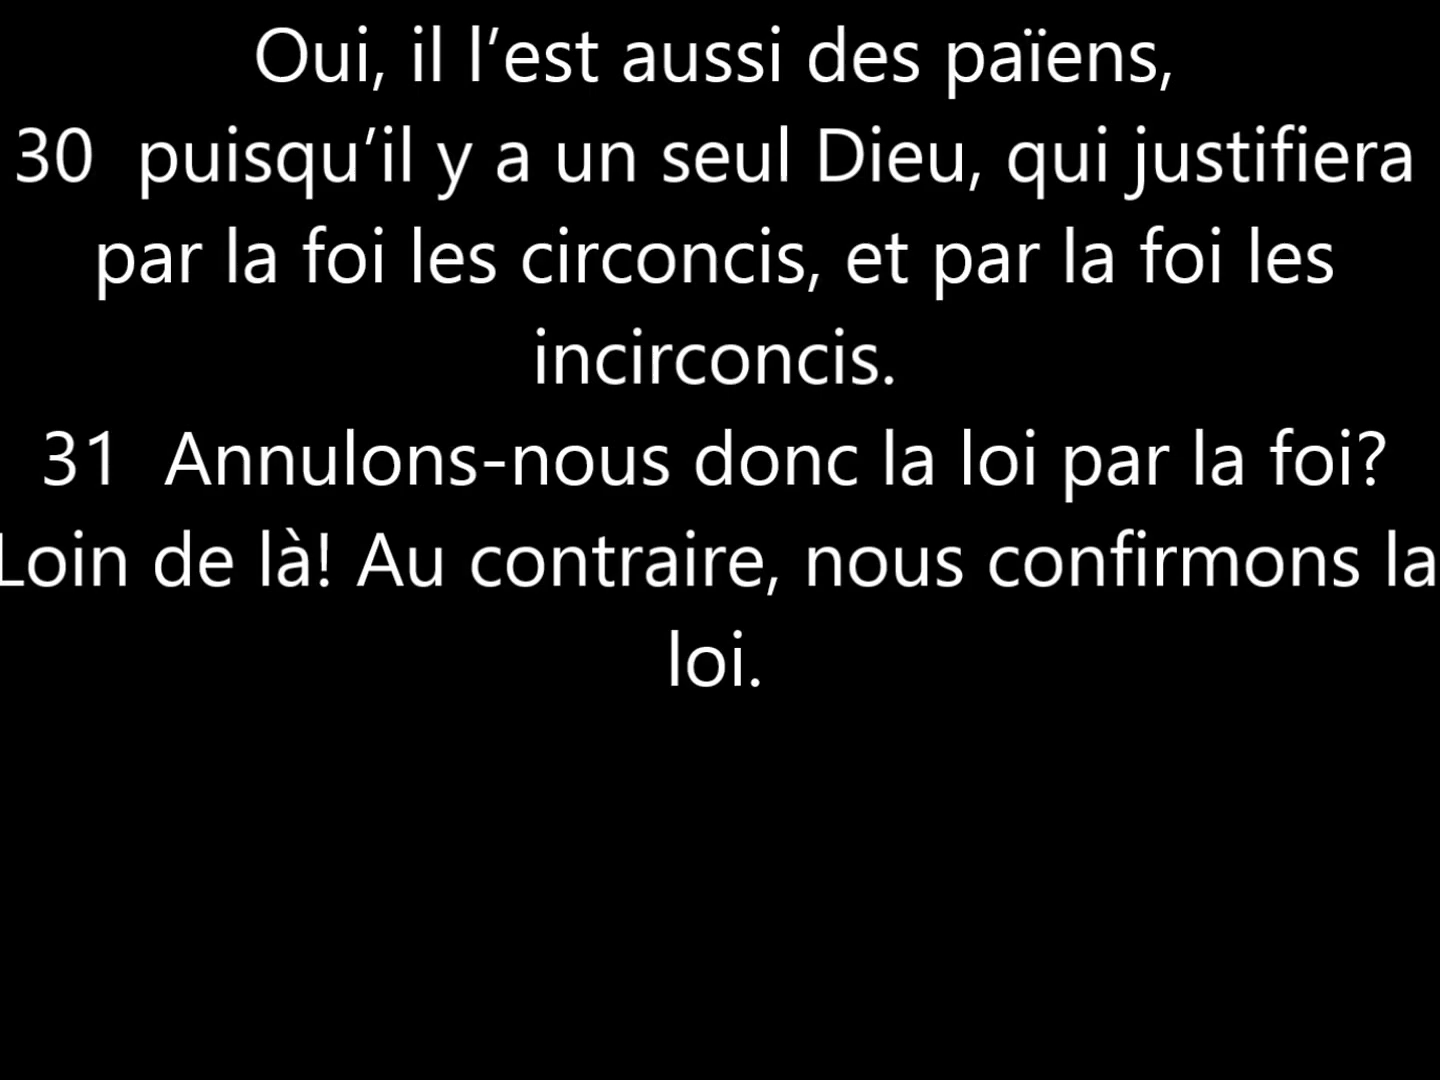 Oui, il l’est aussi des païens,
30  puisqu’il y a un seul Dieu, qui justifiera
par la foi les circoncis, et par la foi les
incirconcis.
31  Annulons-nous donc la loi par la foi?
Loin de là! Au contraire, nous confirmons la
loi.